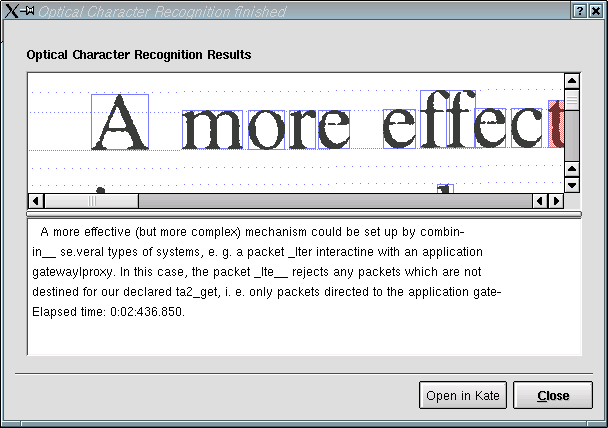 Optical Character Recognition finished
Optical Character Recognition Results
A more effect
A more effective (but more complex) mechanism could be set up by combin-
in__ se.veral types of systems, e. g. a packet _lter interactine with an application
gatewaylproxy. In this case, the packet _lte__ rejects any packets which are not
destined for our declared ta2_get, i. e. only packets directed to the application gate-
Elapsed time: 0:02:436.850.
Open in Kate Close